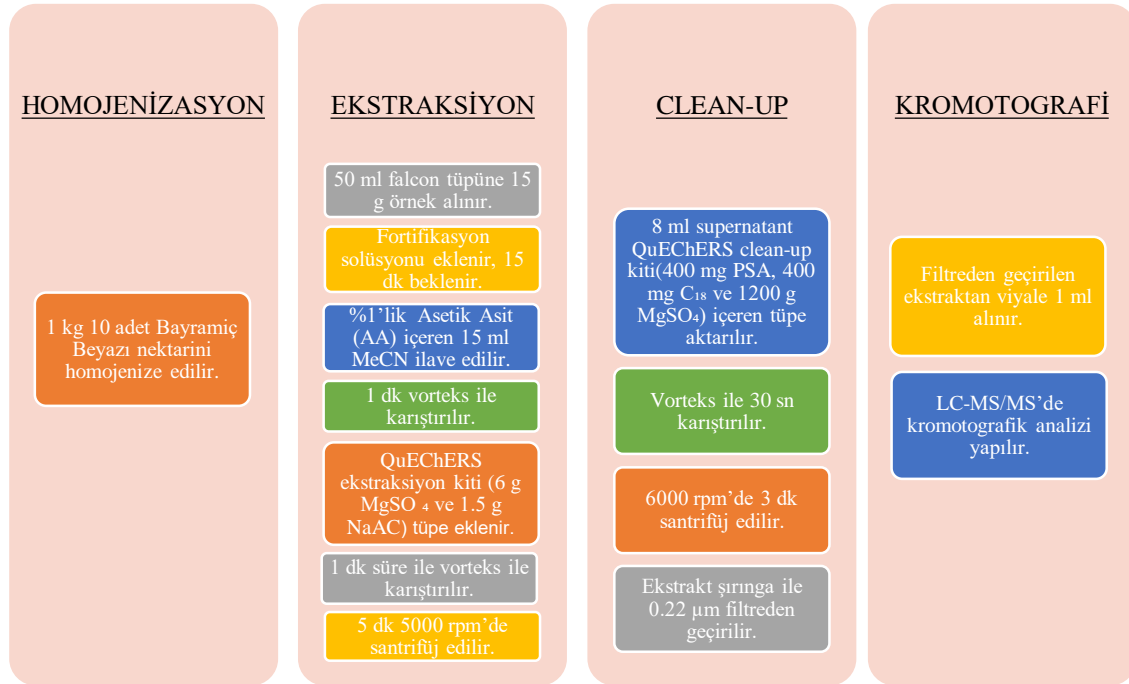 HOMOJENİZASYON
1 kg 10 adet Bayramiç
Beyazı nektarini
homojenize edilir.
EKSTRAKSİYON
50 ml falcon tüpüne 15
g örnek alınır.
Fortifikasyon
solüsyonu eklenir, 15
dk beklenir.
%1’lik Asetik Asit
(AA) içeren 15 ml
MeCN ilave edilir.
1 dk vorteks ile
karıştırılır.
QuEChERS
ekstraksiyon kiti (6 g
MgSO ₄ ve 1.5 g
NaAC) tüpe eklenir.
1 dk süre ile vorteks ile
karıştırılır.
5 dk 5000 rpm’de
santrifüj edilir.
CLEAN-UP
8 ml supernatant
QuEChERS clean-up
kiti(400 mg PSA, 400
mg C₁₈ ve 1200 g
MgSO₄) içeren tüpe
aktarılır.
Vorteks ile 30 sn
karıştırılır.
6000 rpm’de 3 dk
santrifüj edilir.
Ekstrakt şırınga ile
0.22 µm filtreden
geçirilir.
KROMOTOGRAFİ
Filtreden geçirilen
ekstraktan viyale 1 ml
alınır.
LC-MS/MS’de
kromotografik analizi
yapılır.